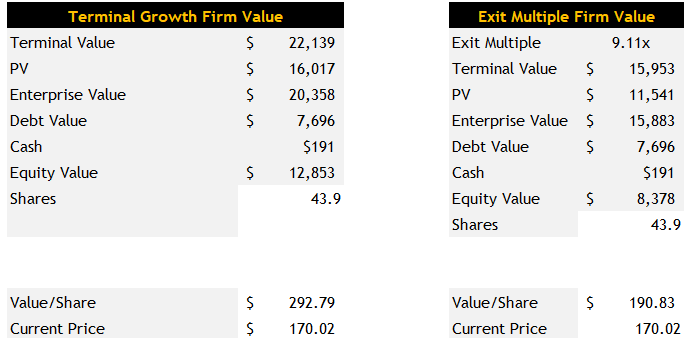 Terminal Growth Firm Value
Terminal Value $ 22,139
PV $ 16,017
Enterprise Value $ 20,358
Debt Value $ 7,696
Cash $191
Equity Value $ 12,853
Shares 43.9
Value/Share $ 292.79
Current Price $ 170.02
Exit Multiple Firm Value
Exit Multiple 9.11x
Terminal Value $ 15,953
PV $ 11,541
Enterprise Value $ 15,883
Debt Value $ 7,696
Cash $191
Equity Value $ 8,378
Shares 43.9
Value/Share $ 190.83
Current Price 170.02